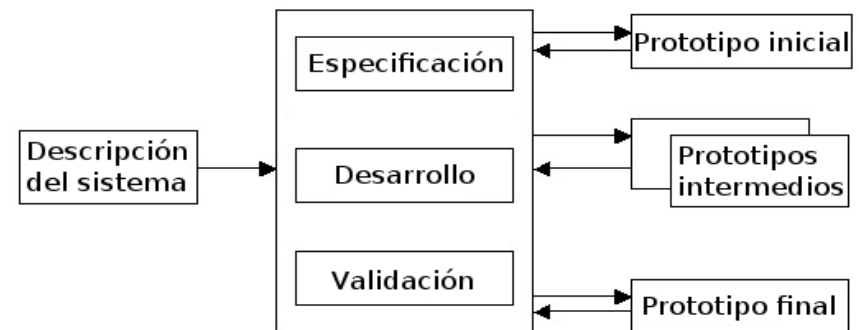 Descripción
del sistema
Especificación
Desarrollo
Validación
Prototipo inicial
Prototipos
intermedios
Prototipo final